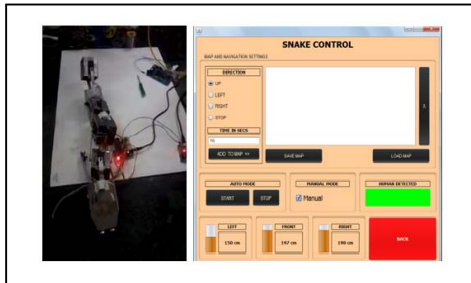 SNAKE CONTROL
MAP AND NAVIGATION SETTINGS
DIRECTION
UP
LEFT
RIGHT
STOP
TIME IN SECS
ADD TO MAP >>
SAVE MAP
LOAD MAP
AUTO MODE
START
STOP
MANUAL MODE
Manual
HUMAN DETECTED
LEFT
150 cm
FRONT
197 cm
RIGHT
190 cm
BACK